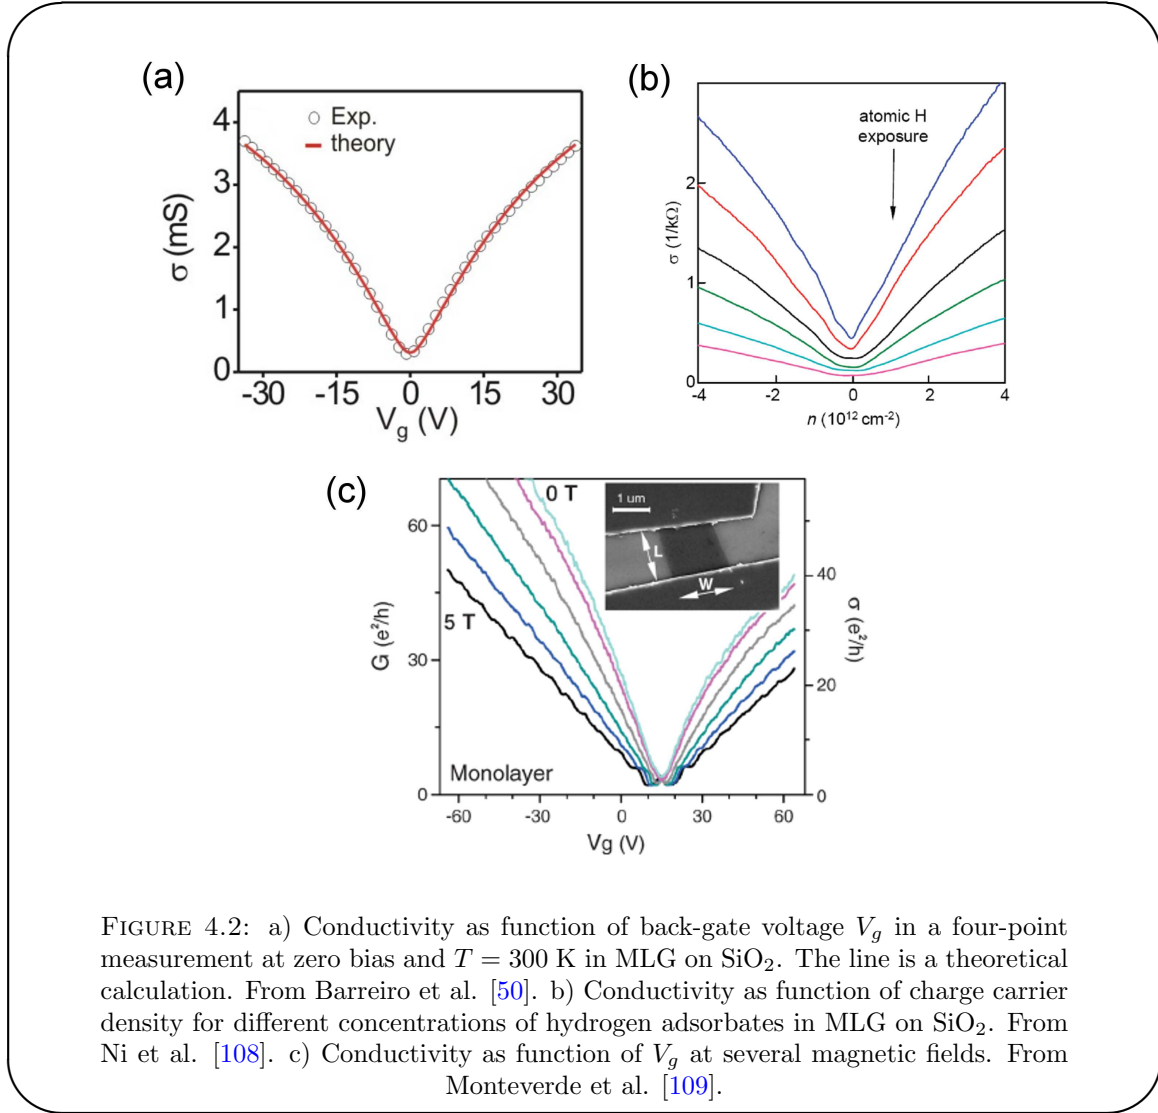 (a)
Exp.
theory
4
3
2
1
0
σ (mS)
-30 -15 0 15 30
V_g (V)
(b)
atomic H
exposure
2
1
0
σ (1/kΩ)
-4 -2 0 2 4
n (10¹² cm⁻²)
(c)
0 T
5 T
1 um
L
W
60
30
0
G (e²/h)
40
20
0
σ (e²/h)
Monolayer
-60 -30 0 30 60
Vg (V)
FIGURE 4.2: a) Conductivity as function of back-gate voltage V_g in a four-point
measurement at zero bias and T = 300 K in MLG on SiO₂. The line is a theoretical
calculation. From Barreiro et al. [50]. b) Conductivity as function of charge carrier
density for different concentrations of hydrogen adsorbates in MLG on SiO₂. From
Ni et al. [108]. c) Conductivity as function of V_g at several magnetic fields. From
Monteverde et al. [109].